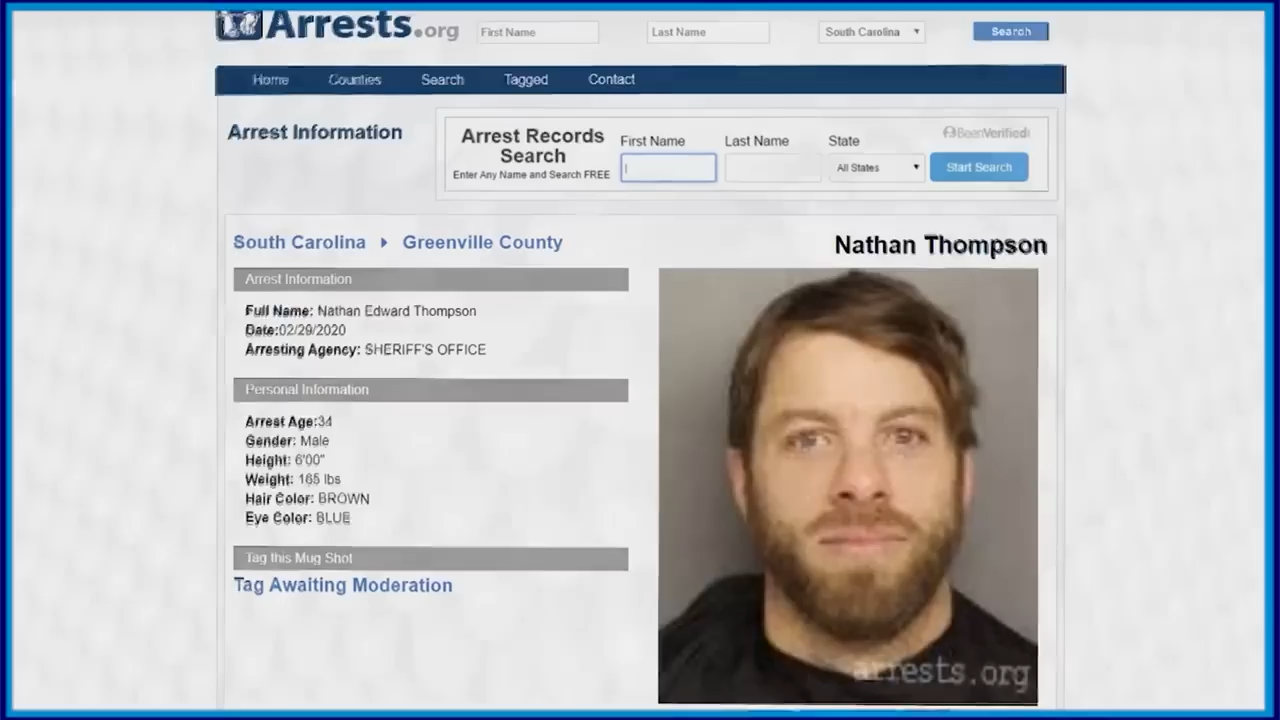 Arrests.org
First Name
Last Name
South Carolina
Search
Home Counties Search Tagged Contact
Arrest Information
Arrest Records
Search
Enter Any Name and Search FREE
First Name
Last Name
State
All States
BeenVerified
Start Search
South Carolina Greenville County
Nathan Thompson
Arrest Information
Full Name: Nathan Edward Thompson
Date:02/29/2020
Arresting Agency: SHERIFF'S OFFICE
Personal Information
Arrest Age:34
Gender: Male
Height: 6'00"
Weight: 165 lbs
Hair Color: BROWN
Eye Color: BLUE
Tag this Mug Shot
Tag Awaiting Moderation
arrests.org